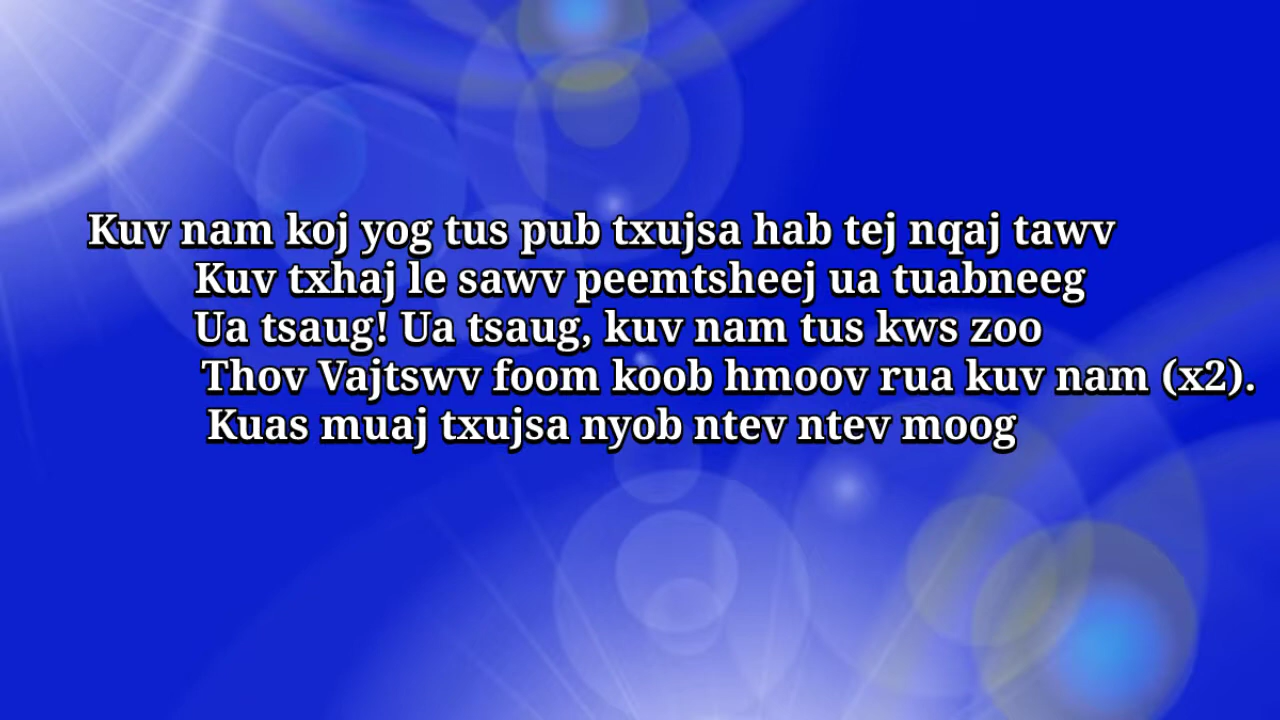 Kuv nam koj yog tus pub txujsa hab tej nqaj tawv
Kuv txhaj le sawv peemtsheej ua tuabneeg
Ua tsaug! Ua tsaug, kuv nam tus kws zoo
Thov Vajtswv foom koob hmoov rua kuv nam (x2).
Kuas muaj txujsa nyob ntev ntev moog